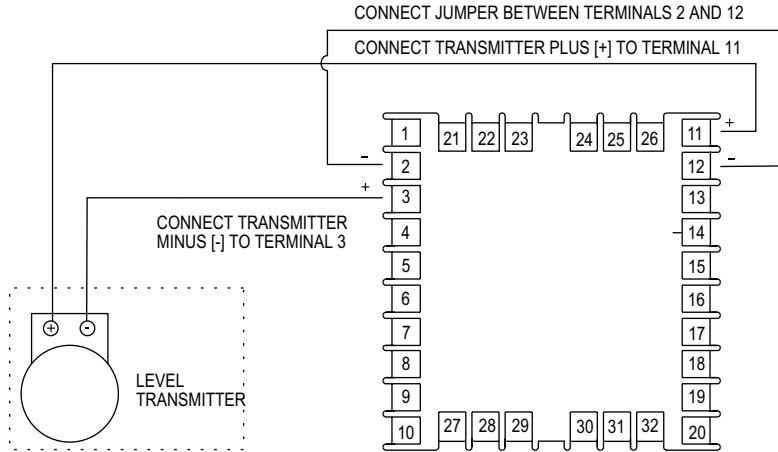 CONNECT JUMPER BETWEEN TERMINALS 2 AND 12
CONNECT TRANSMITTER PLUS [+] TO TERMINAL 11
1 21 22 23 24 25 26 11 +
- 2 12 -
+ 3 13
CONNECT TRANSMITTER
MINUS [-] TO TERMINAL 3
4 14
5 15
6 16
+ -
7 17
8 18
LEVEL
TRANSMITTER
9 19
10 27 28 29 30 31 32 20